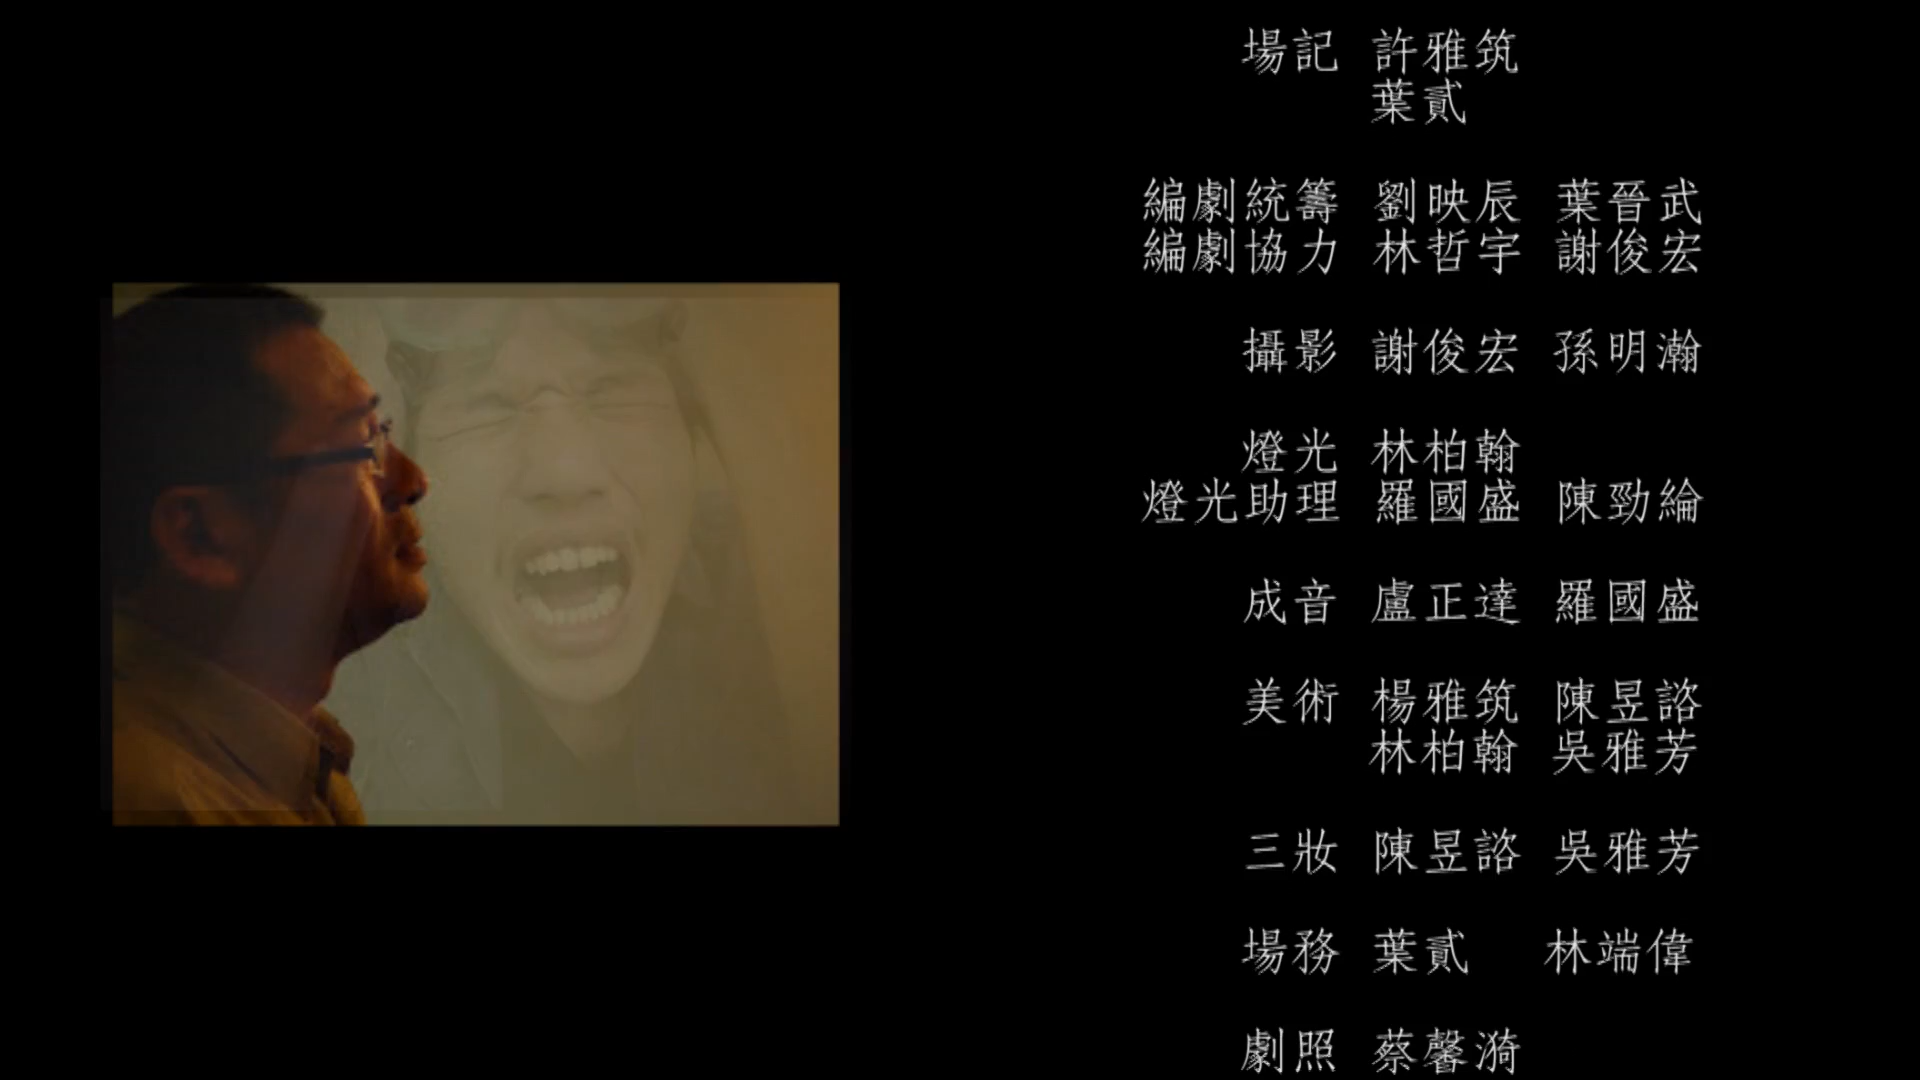 場記 許雅筑
葉貳
編劇統籌 劉映辰 葉晉武
編劇協力 林哲宇 謝俊宏
攝影 謝俊宏 孫明瀚
燈光 林柏翰
燈光助理 羅國盛 陳勁綸
成音 盧正達 羅國盛
美術 楊雅筑 陳昱諮
林柏翰 吳雅芳
三妝 陳昱諮 吳雅芳
場務 葉貳 林端偉
劇照 蔡馨漪